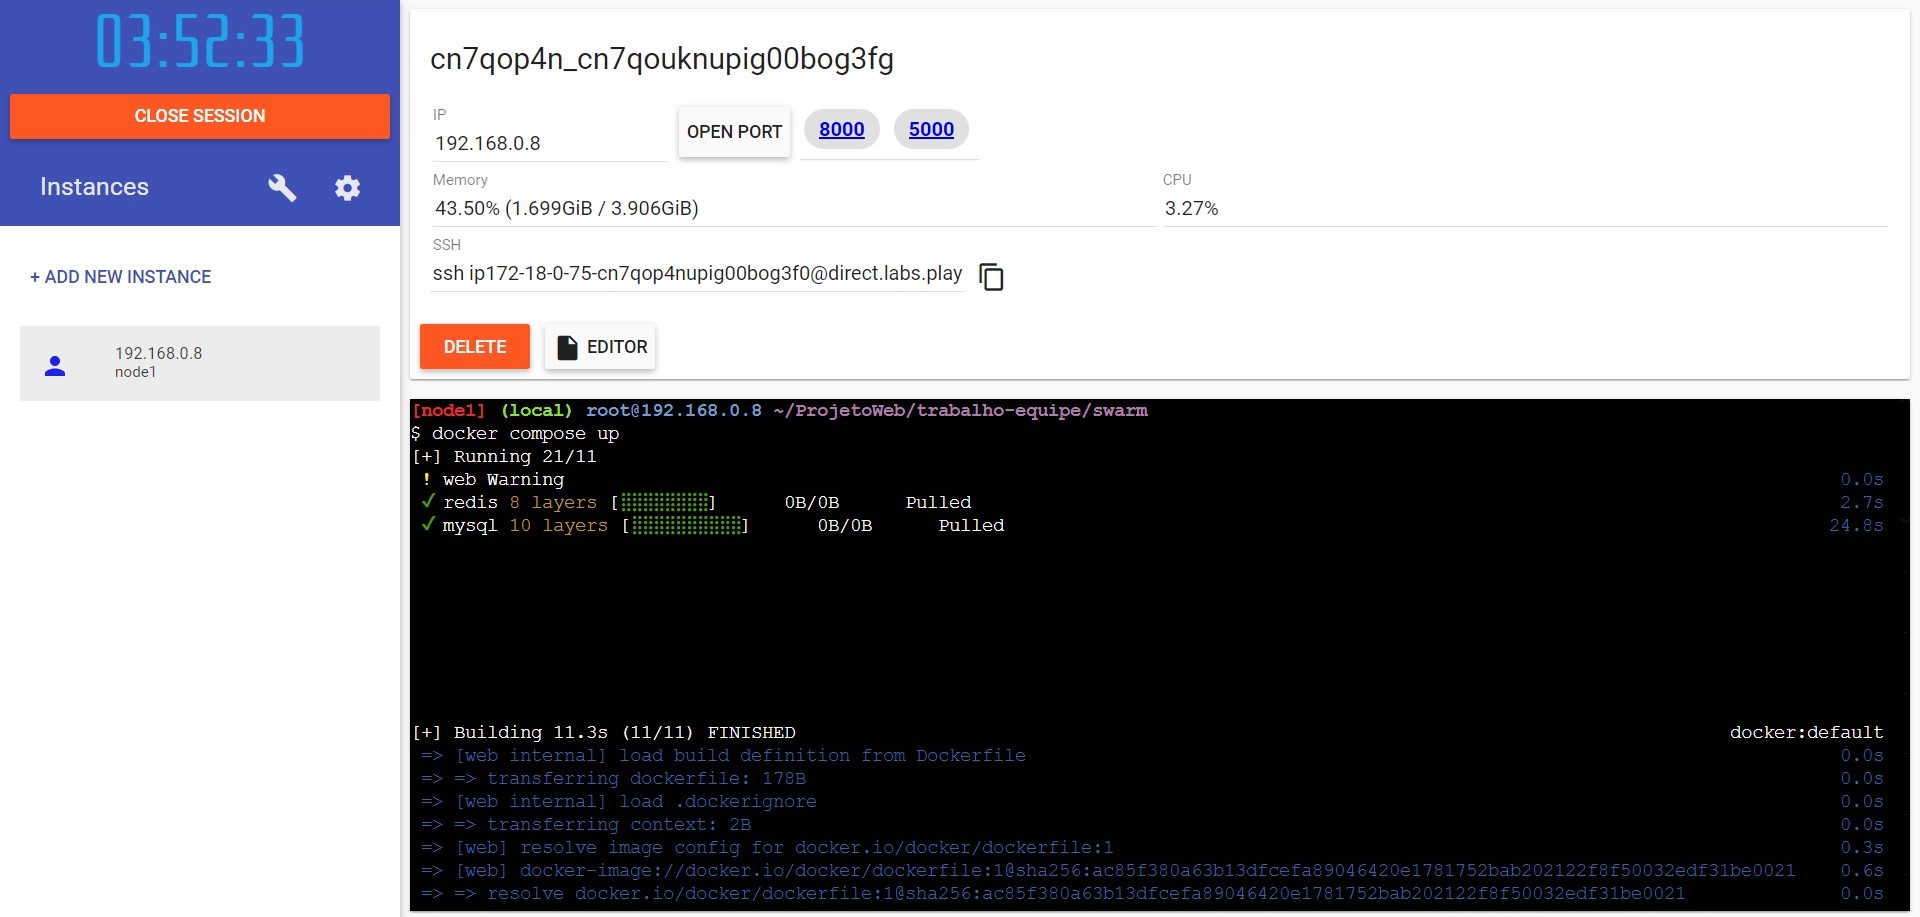 03:52:33
CLOSE SESSION
Instances
+ ADD NEW INSTANCE
192.168.0.8
node1
cn7qop4n_cn7qouknupig00bog3fg
IP
192.168.0.8
OPEN PORT
8000
5000
Memory
43.50% (1.699GiB / 3.906GiB)
CPU
3.27%
SSH
ssh ip172-18-0-75-cn7qop4nupig00bog3f0@direct.labs.play
DELETE
EDITOR
[node1] (local) root@192.168.0.8 ~/ProjetoWeb/trabalho-equipe/swarm
$ docker compose up
[+] Running 21/11
! web Warning 0.0s
✓ redis 8 layers [⣿⣿⣿⣿⣿⣿⣿⣿] 0B/0B Pulled 2.7s
✓ mysql 10 layers [⣿⣿⣿⣿⣿⣿⣿⣿⣿⣿] 0B/0B Pulled 24.8s
[+] Building 11.3s (11/11) FINISHED docker:default
=> [web internal] load build definition from Dockerfile 0.0s
=> => transferring dockerfile: 178B 0.0s
=> [web internal] load .dockerignore 0.0s
=> => transferring context: 2B 0.0s
=> [web] resolve image config for docker.io/docker/dockerfile:1 0.3s
=> [web] docker-image://docker.io/docker/dockerfile:1@sha256:ac85f380a63b13dfcefa89046420e1781752bab202122f8f50032edf31be0021 0.6s
=> => resolve docker.io/docker/dockerfile:1@sha256:ac85f380a63b13dfcefa89046420e1781752bab202122f8f50032edf31be0021 0.0s